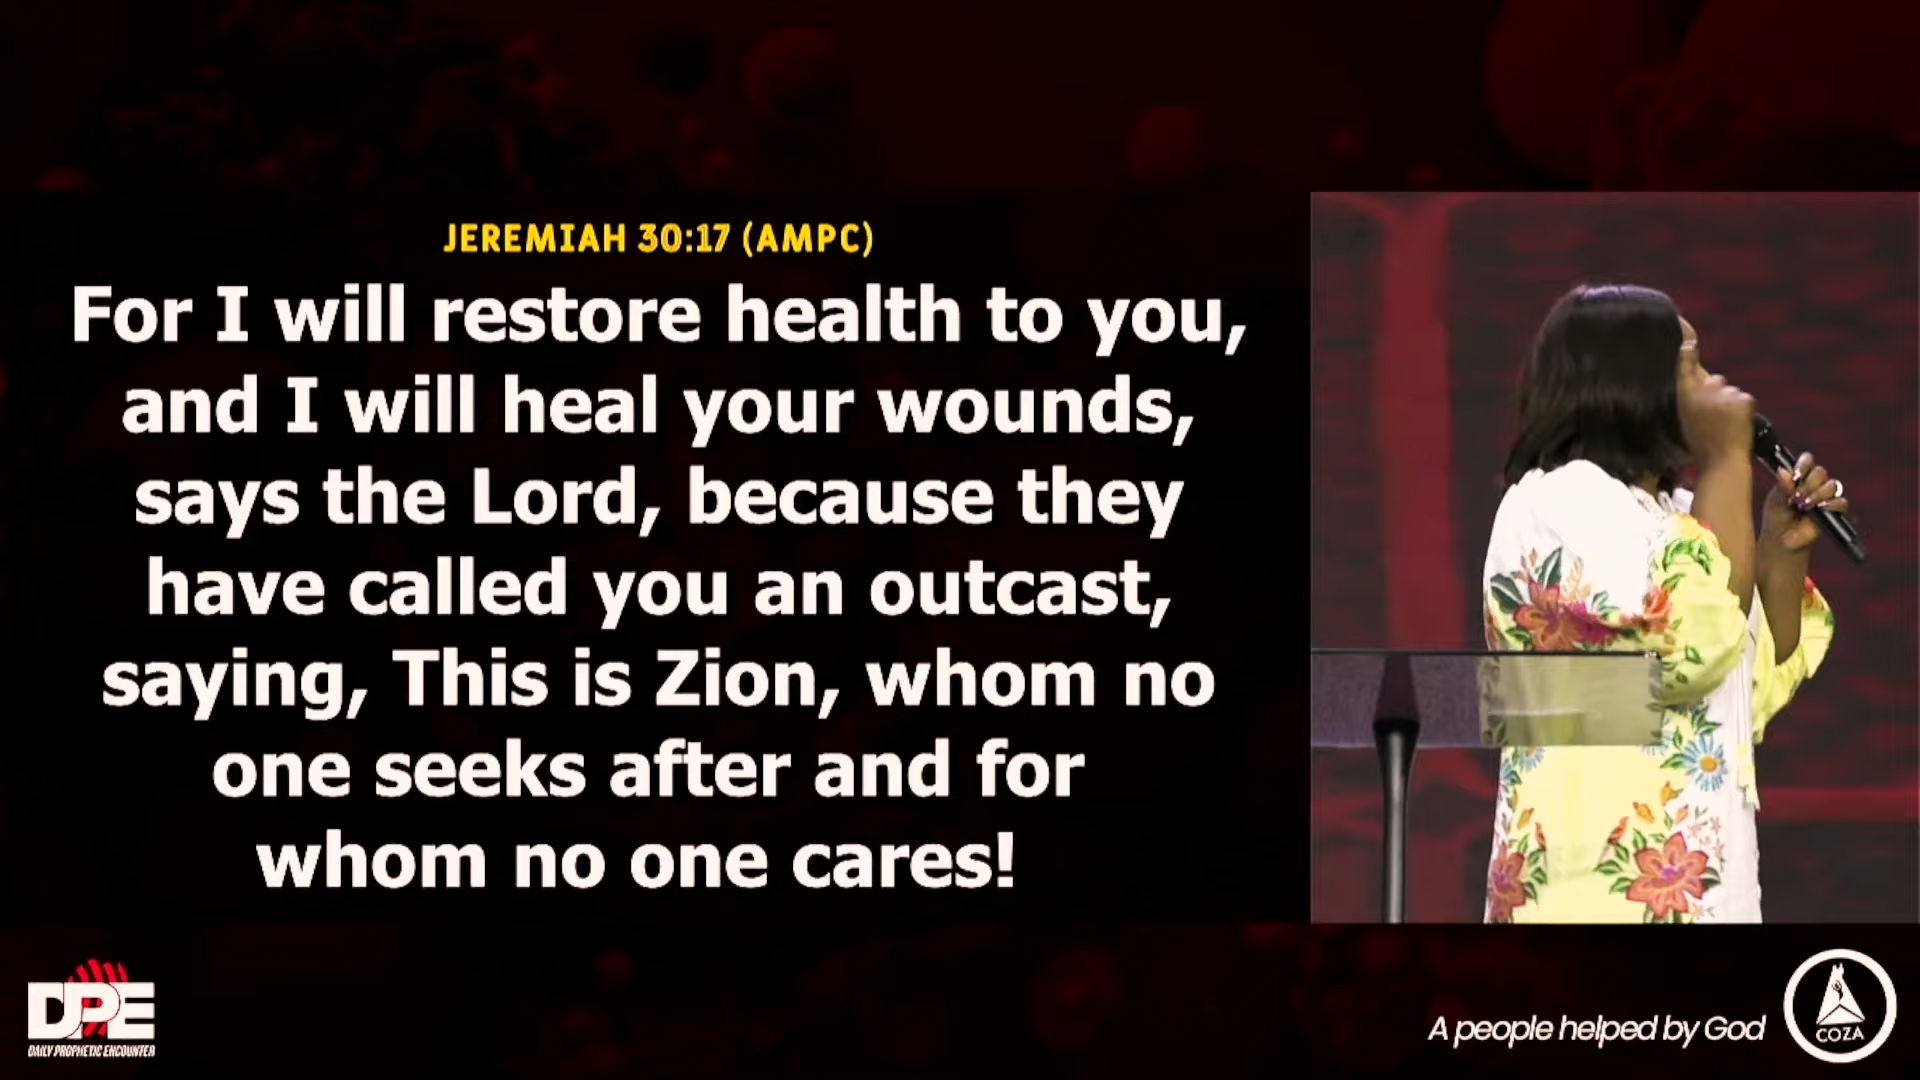 JEREMIAH 30:17 (AMPC)
For I will restore health to you,
and I will heal your wounds,
says the Lord, because they
have called you an outcast,
saying, This is Zion, whom no
one seeks after and for
whom no one cares!
DPE
DAILY PROPHETIC ENCOUNTER
A people helped by God
COZA